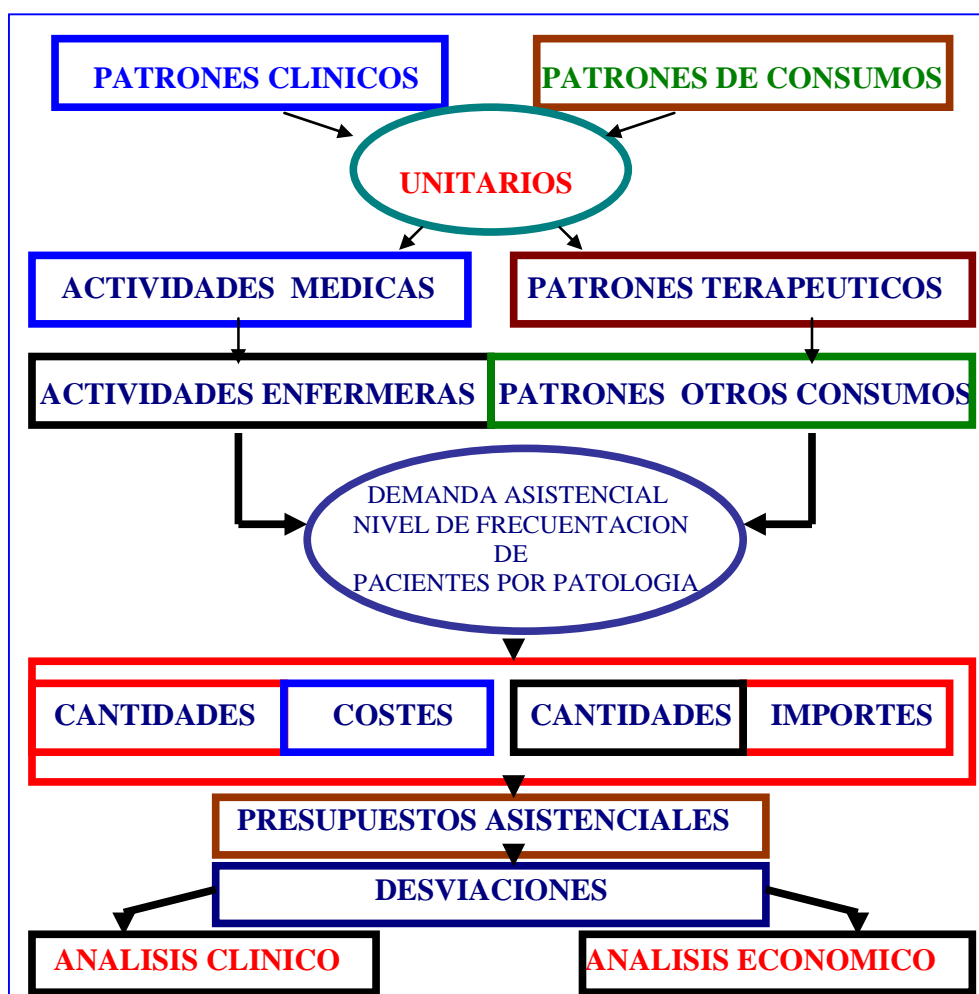 PATRONES CLINICOS
PATRONES DE CONSUMOS
UNITARIOS
ACTIVIDADES MEDICAS
PATRONES TERAPEUTICOS
ACTIVIDADES ENFERMERAS
PATRONES OTROS CONSUMOS
DEMANDA ASISTENCIAL
NIVEL DE FRECUENTACION
DE
PACIENTES POR PATOLOGIA
CANTIDADES
COSTES
CANTIDADES
IMPORTES
PRESUPUESTOS ASISTENCIALES
DESVIACIONES
ANALISIS CLINICO
ANALISIS ECONOMICO